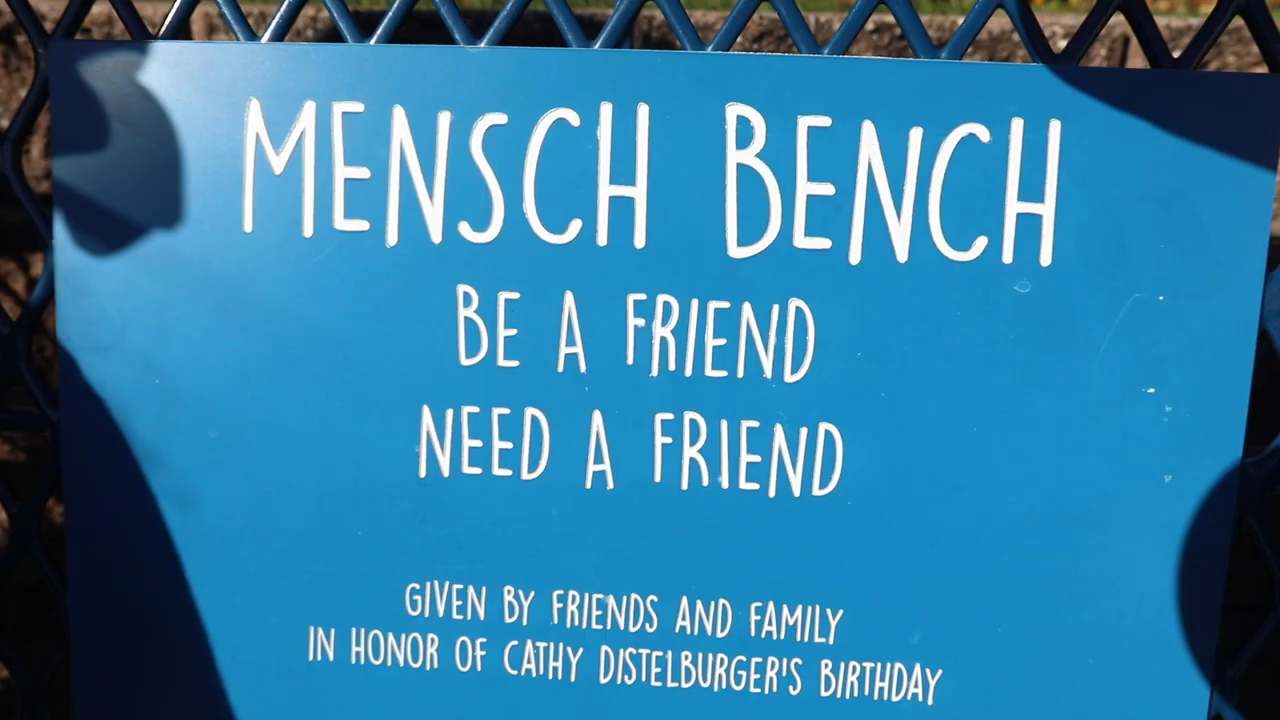 MENSCH BENCH
BE A FRIEND
NEED A FRIEND
GIVEN BY FRIENDS AND FAMILY
IN HONOR OF CATHY DISTELBURGER'S BIRTHDAY